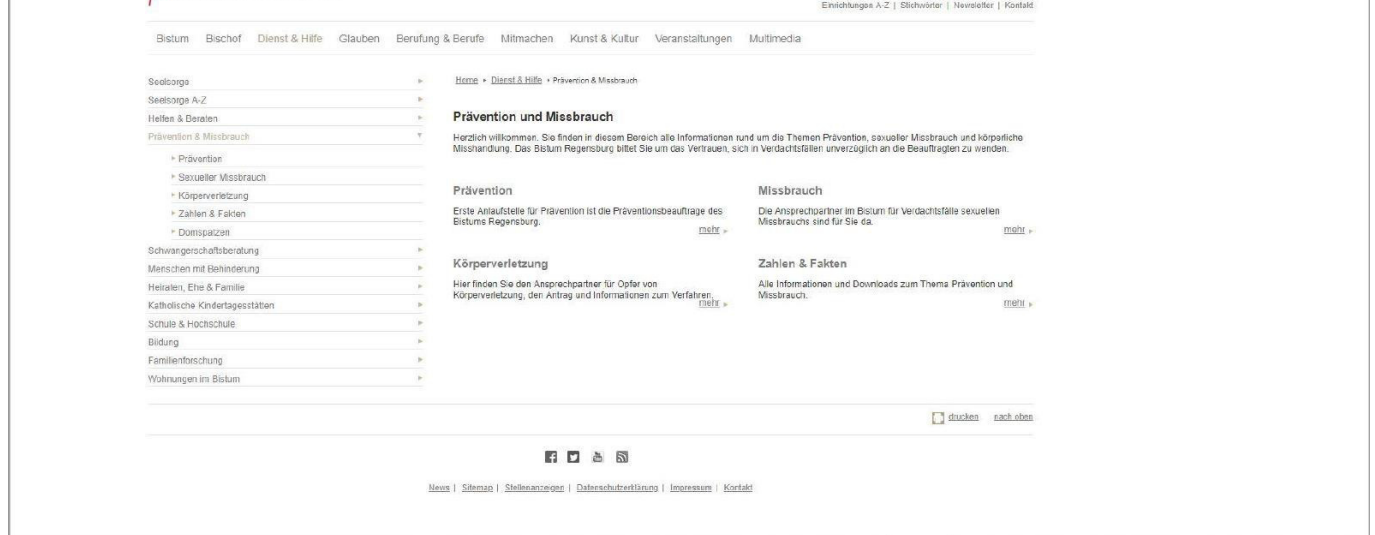 Einrichtungen A-Z | Stichwörter | Newsletter | Kontakt
Bistum Bischof Dienst & Hilfe Glauben Berufung & Berufe Mitmachen Kunst & Kultur Veranstaltungen Multimedia
Seelsorge
Seelsorge A-Z
Helfen & Beraten
Prävention & Missbrauch
Prävention
Sexueller Missbrauch
Körperverletzung
Zahlen & Fakten
Domspatzen
Schwangerschaftsberatung
Menschen mit Behinderung
Heiraten, Ehe & Familie
Katholische Kindertagesstätten
Schule & Hochschule
Bildung
Familienforschung
Wohnungen im Bistum
Home Dienst & Hilfe Prävention & Missbrauch
Prävention und Missbrauch
Herzlich willkommen. Sie finden in diesem Bereich alle Informationen rund um die Themen Prävention, sexueller Missbrauch und körperliche
Misshandlung. Das Bistum Regensburg bittet Sie um das Vertrauen, sich in Verdachtsfällen unverzüglich an die Beauftragten zu wenden.
Prävention
Erste Anlaufstelle für Prävention ist die Präventionsbeauftrage des
Bistums Regensburg.
mehr
Missbrauch
Die Ansprechpartner im Bistum für Verdachtsfälle sexuellen
Missbrauchs sind für Sie da.
mehr
Körperverletzung
Hier finden Sie den Ansprechpartner für Opfer von
Körperverletzung, den Antrag und Informationen zum Verfahren.
mehr
Zahlen & Fakten
Alle Informationen und Downloads zum Thema Prävention und
Missbrauch.
mehr
drucken nach oben
News | Sitemap | Stellenanzeigen | Datenschutzerklärung | Impressum | Kontakt